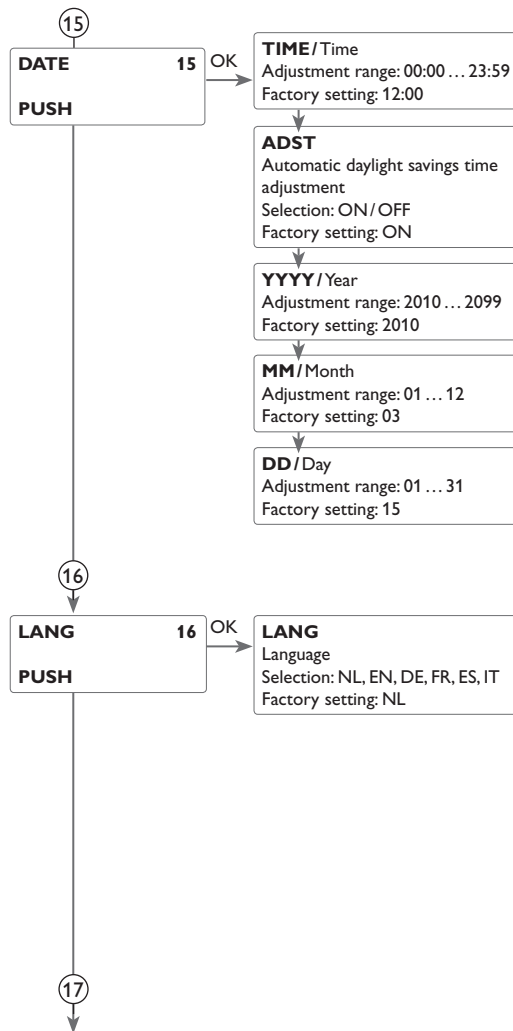 15
DATE 15
PUSH
OK
TIME / Time
Adjustment range: 00:00 … 23:59
Factory setting: 12:00
ADST
Automatic daylight savings time
adjustment
Selection: ON / OFF
Factory setting: ON
YYYY / Year
Adjustment range: 2010 … 2099
Factory setting: 2010
MM / Month
Adjustment range: 01 … 12
Factory setting: 03
DD / Day
Adjustment range: 01 … 31
Factory setting: 15
16
LANG 16
PUSH
OK
LANG
Language
Selection: NL, EN, DE, FR, ES, IT
Factory setting: NL
17